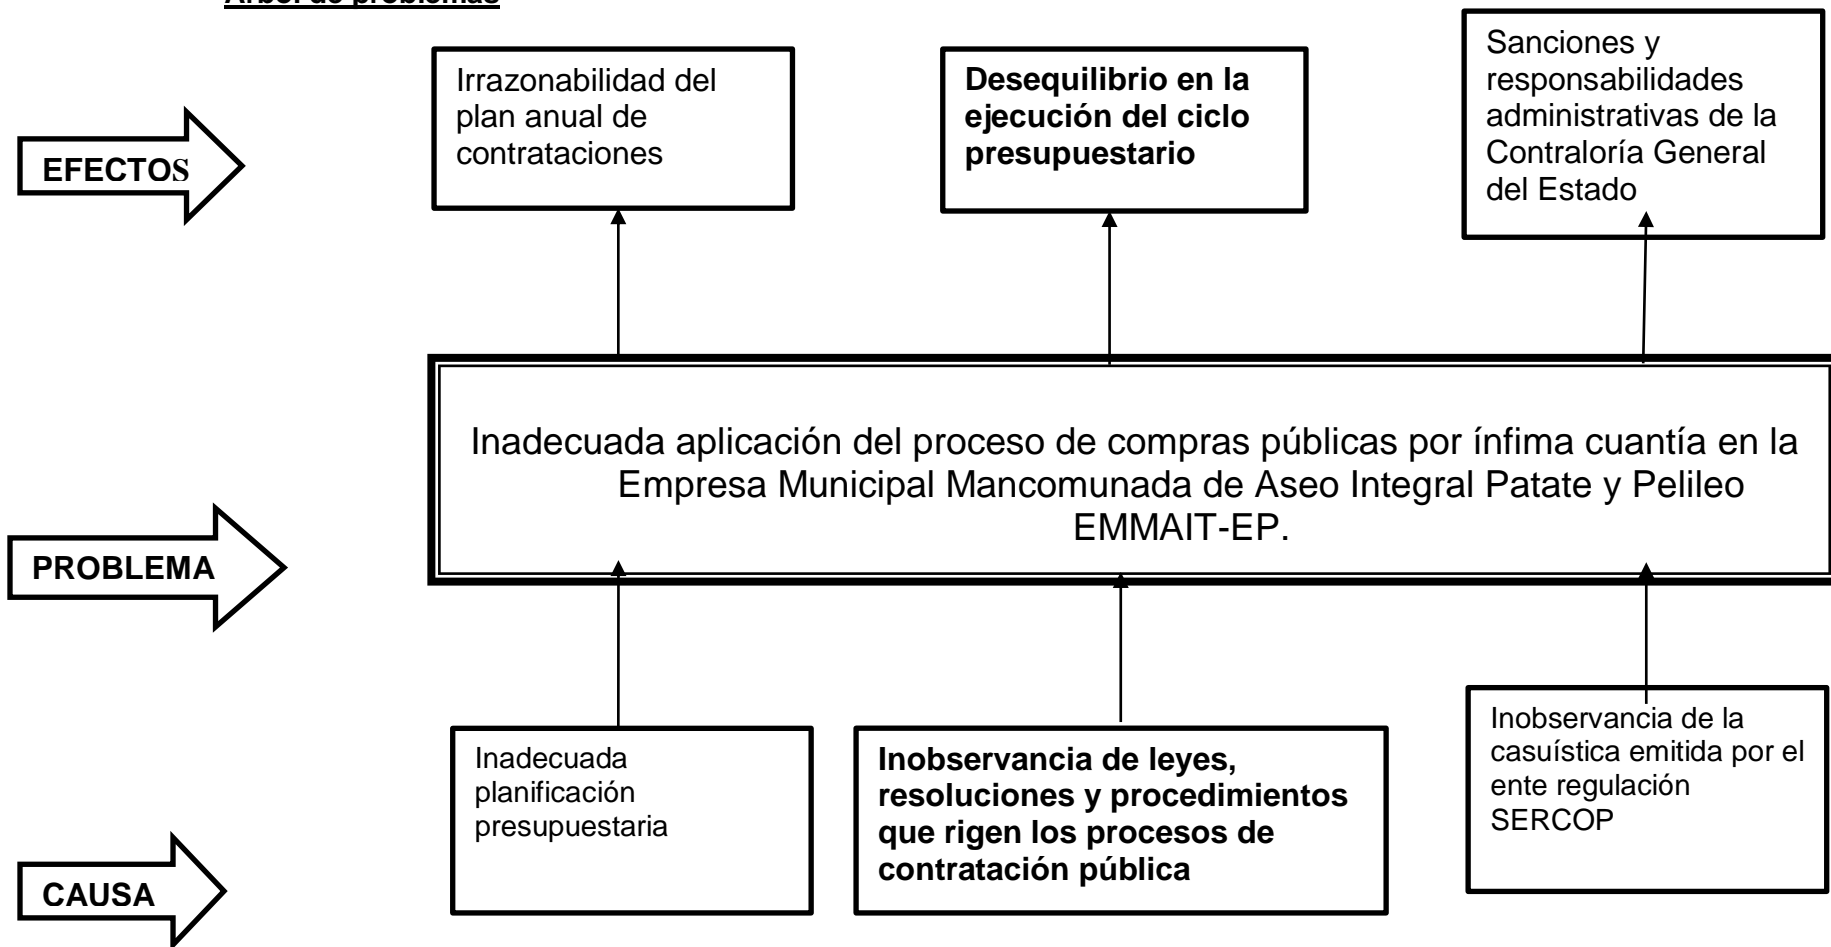 Árbol de problemas
EFECTOS
Irrazonabilidad del
plan anual de
contrataciones
Desequilibrio en la
ejecución del ciclo
presupuestario
Sanciones y
responsabilidades
administrativas de la
Contraloría General
del Estado
PROBLEMA
Inadecuada aplicación del proceso de compras públicas por ínfima cuantía en la
Empresa Municipal Mancomunada de Aseo Integral Patate y Pelileo
EMMAIT-EP.
CAUSA
Inadecuada
planificación
presupuestaria
Inobservancia de leyes,
resoluciones y procedimientos
que rigen los procesos de
contratación pública
Inobservancia de la
casuística emitida por el
ente regulación
SERCOP